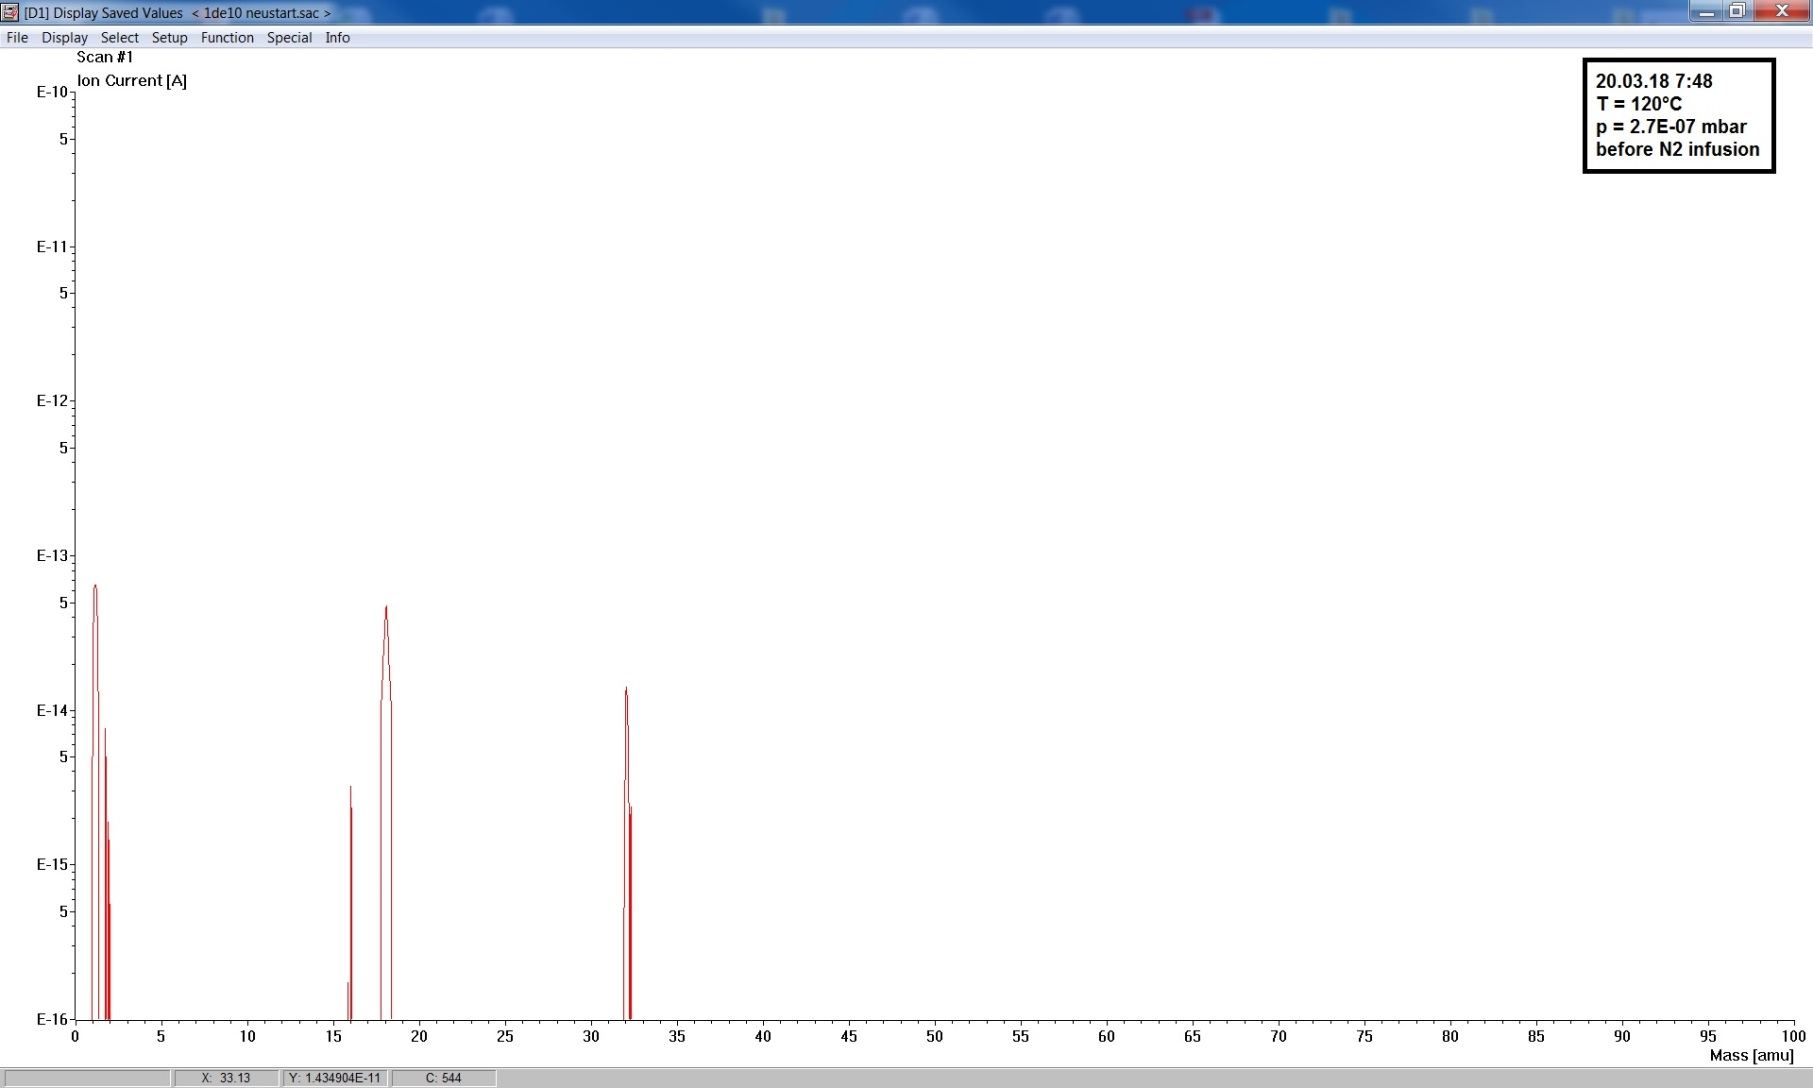 [D1] Display Saved Values < 1de10 neustart.sac >
File Display Select Setup Function Special Info
Scan #1
Ion Current [A]
20.03.18 7:48
T = 120°C
p = 2.7E-07 mbar
before N2 infusion
E-10
5
E-11
5
E-12
5
E-13
5
E-14
5
E-15
5
E-16
0 5 10 15 20 25 30 35 40 45 50 55 60 65 70 75 80 85 90 95 100
Mass [amu]
X: 33.13 Y: 1.434904E-11 C: 544